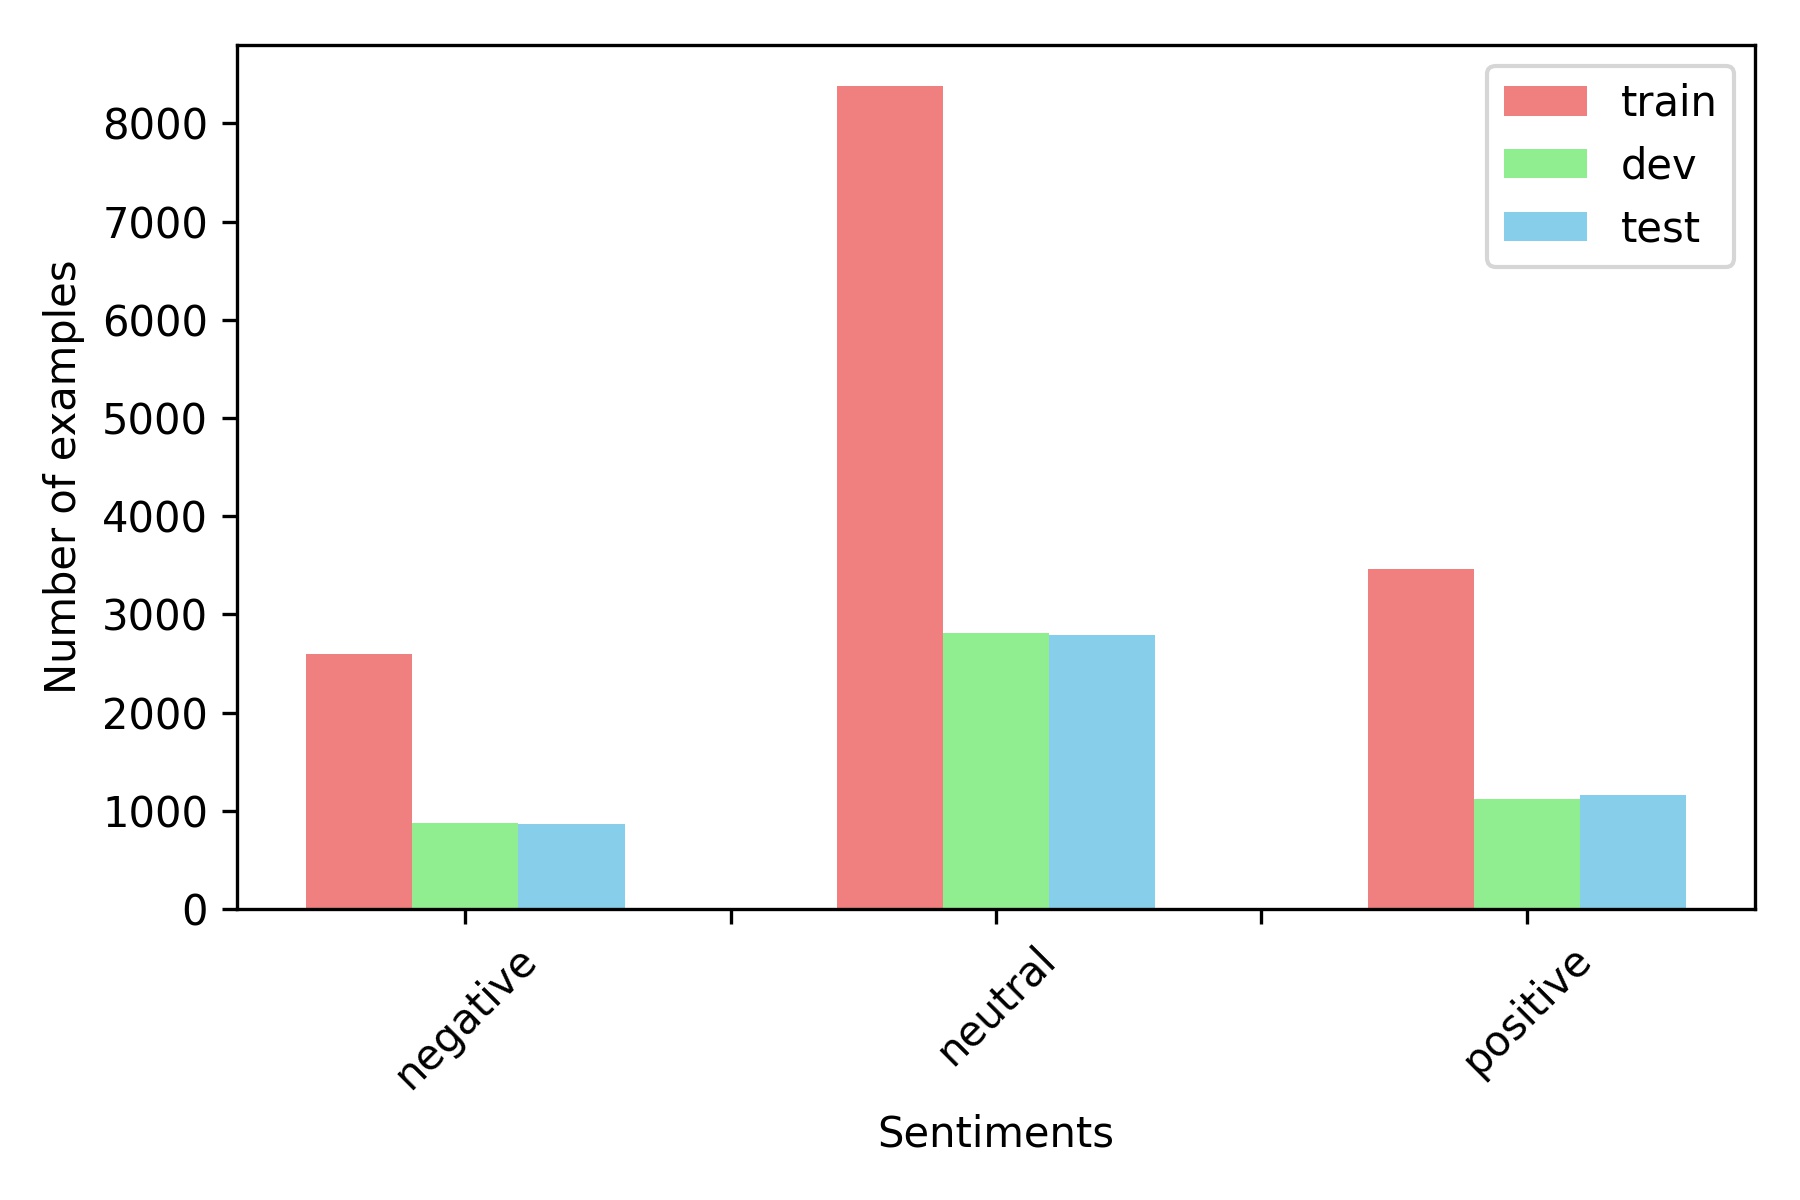 train
dev
test
8000
7000
6000
5000
4000
3000
2000
1000
0
Number of examples
negative
neutral
positive
Sentiments